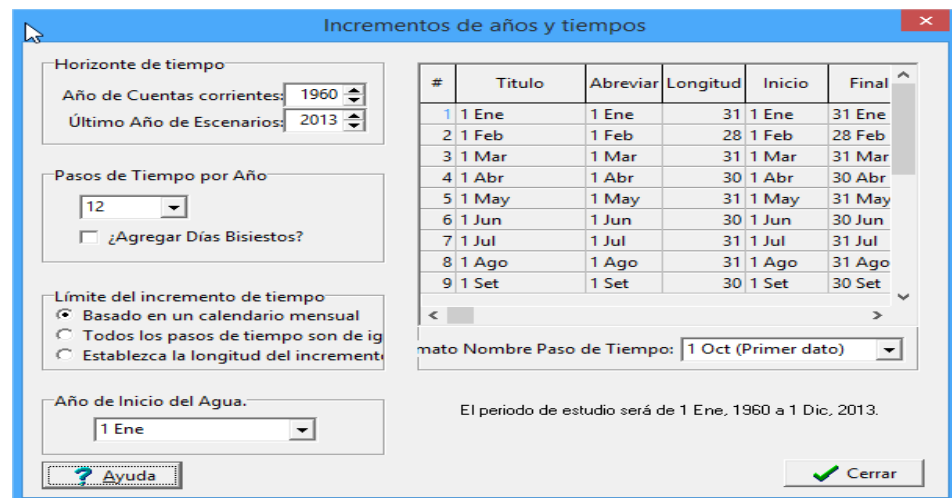 Incrementos de años y tiempos
Horizonte de tiempo
Año de Cuentas corrientes: 1960
Último Año de Escenarios: 2013
Pasos de Tiempo por Año
12
¿Agregar Días Bisiestos?
Límite del incremento de tiempo
Basado en un calendario mensual
Todos los pasos de tiempo son de ig
Establezca la longitud del increment
Año de Inicio del Agua.
1 Ene
Ayuda
# Titulo Abreviar Longitud Inicio Final
1 1 Ene 1 Ene 31 1 Ene 31 Ene
2 1 Feb 1 Feb 28 1 Feb 28 Feb
3 1 Mar 1 Mar 31 1 Mar 31 Mar
4 1 Abr 1 Abr 30 1 Abr 30 Abr
5 1 May 1 May 31 1 May 31 May
6 1 Jun 1 Jun 30 1 Jun 30 Jun
7 1 Jul 1 Jul 31 1 Jul 31 Jul
8 1 Ago 1 Ago 31 1 Ago 31 Ago
9 1 Set 1 Set 30 1 Set 30 Set
mato Nombre Paso de Tiempo: 1 Oct (Primer dato)
El periodo de estudio será de 1 Ene, 1960 a 1 Dic, 2013.
Cerrar